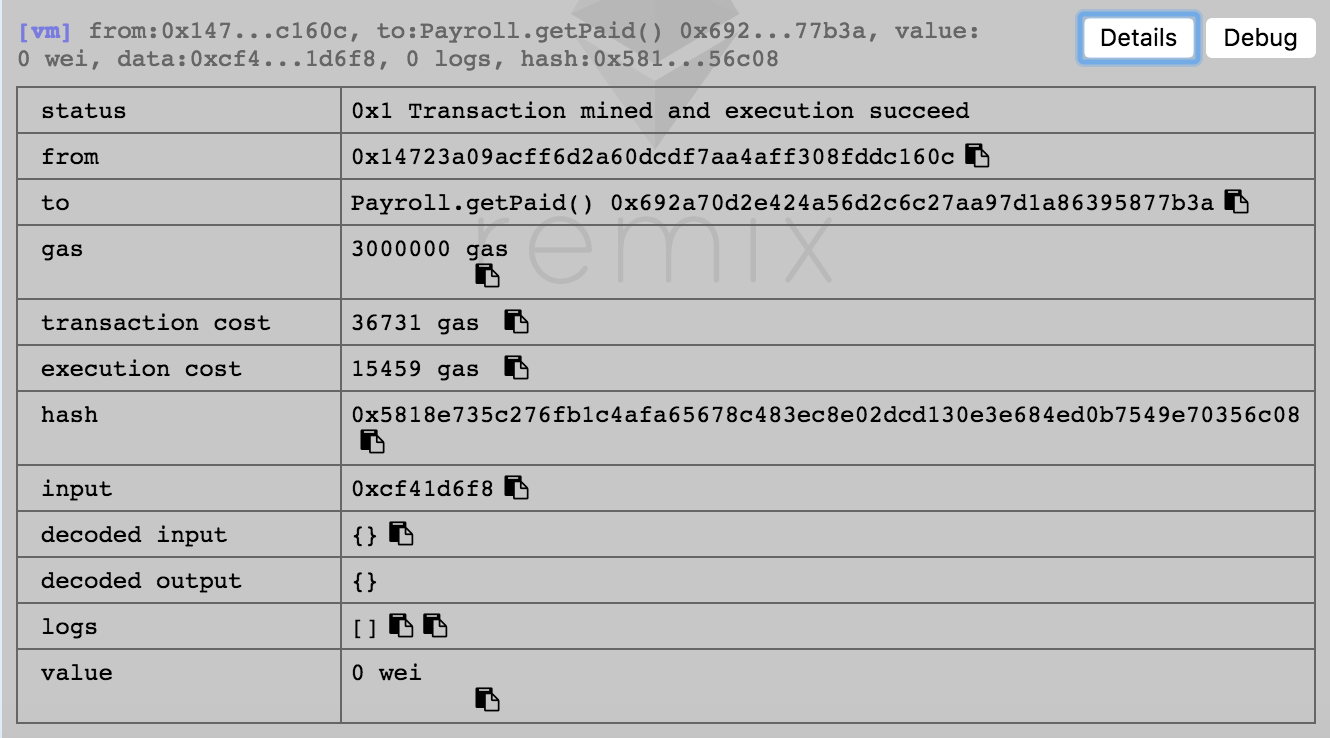 [vm] from:0x147...c160c, to:Payroll.getPaid() 0x692...77b3a, value:
0 wei, data:0xcf4...1d6f8, 0 logs, hash:0x581...56c08
Details Debug
status 0x1 Transaction mined and execution succeed
from 0x14723a09acff6d2a60dcdf7aa4aff308fddc160c
to Payroll.getPaid() 0x692a70d2e424a56d2c6c27aa97d1a86395877b3a
gas 3000000 gas
remix
transaction cost 36731 gas
execution cost 15459 gas
hash 0x5818e735c276fb1c4afa65678c483ec8e02dcd130e3e684ed0b7549e70356c08
input 0xcf41d6f8
decoded input {}
decoded output {}
logs []
value 0 wei